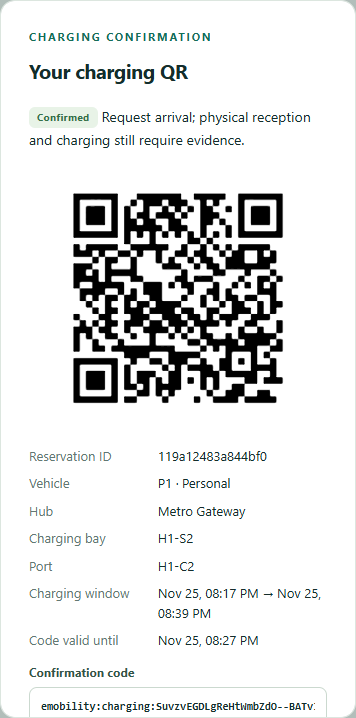 CHARGING CONFIRMATION
Your charging QR
Confirmed Request arrival; physical reception
and charging still require evidence.
Reservation ID 119a12483a844bf0
Vehicle P1 · Personal
Hub Metro Gateway
Charging bay H1-S2
Port H1-C2
Charging window Nov 25, 08:17 PM → Nov 25,
08:39 PM
Code valid until Nov 25, 08:27 PM
Confirmation code
emobility:charging:SuvzvEGDLgReHtWmbZdO--BATv